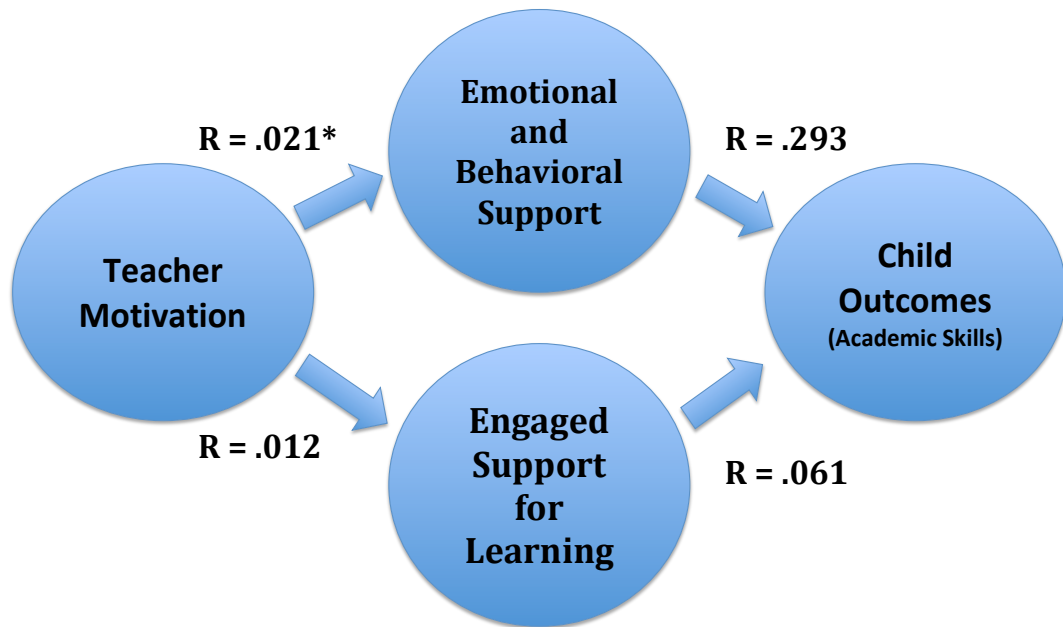 Emotional
and
Behavioral
Support
R = .021*
R = .293
Teacher
Motivation
Child
Outcomes
(Academic Skills)
R = .012
Engaged
Support
for
Learning
R = .061